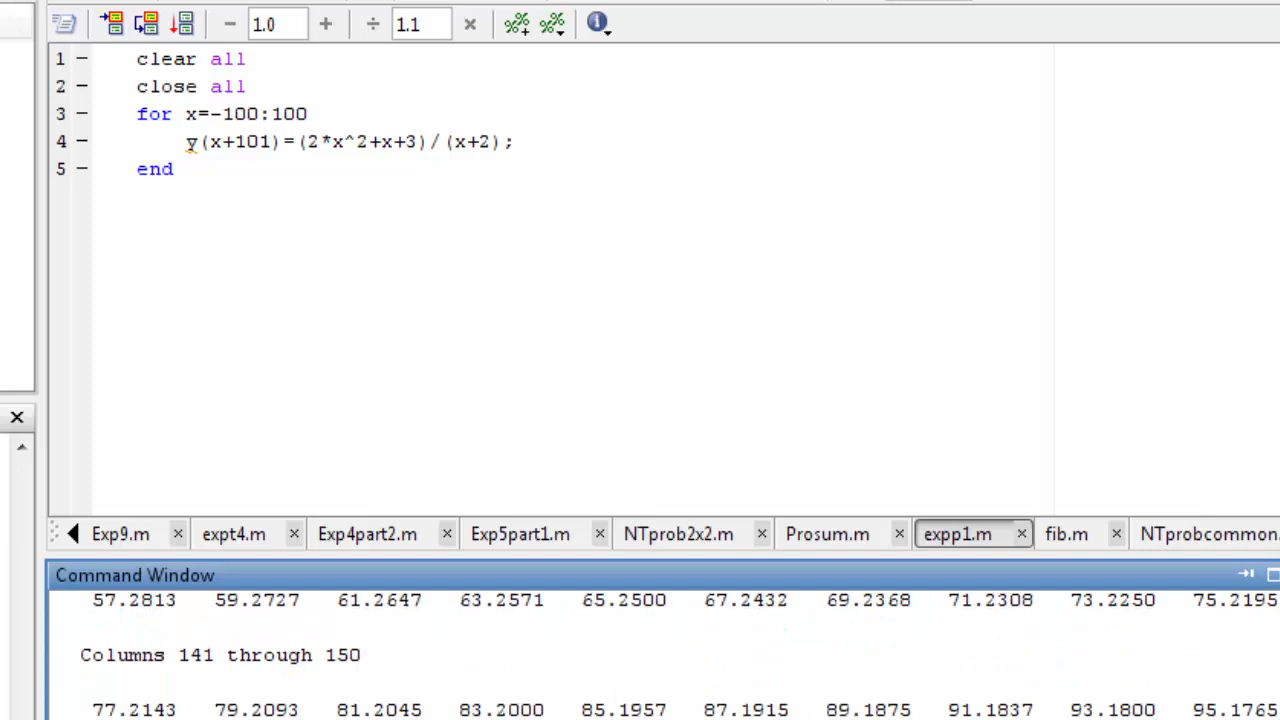 1.0 1.1
1 clear all
2 close all
3 for x=-100:100
4 y(x+101)=(2*x^2+x+3)/(x+2);
5 end
Exp9.m expt4.m Exp4part2.m Exp5part1.m NTprob2x2.m Prosum.m expp1.m fib.m NTprobcommon.
Command Window
57.2813 59.2727 61.2647 63.2571 65.2500 67.2432 69.2368 71.2308 73.2250 75.2195
Columns 141 through 150
77.2143 79.2093 81.2045 83.2000 85.1957 87.1915 89.1875 91.1837 93.1800 95.1765